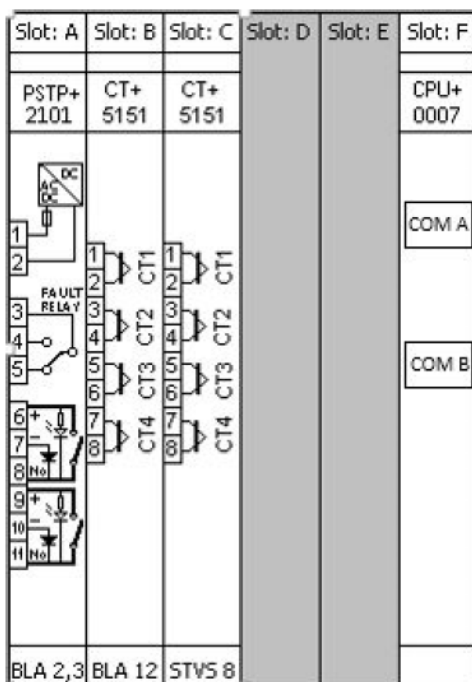 Slot: A Slot: B Slot: C Slot: D Slot: E Slot: F
PSTP+ CT+ CT+ CPU+
2101 5151 5151 0007
DC
AC
DC
COM A
1
2
FAULT
RELAY
3
4
5
6 +
7 -
8 No
9 +
10 -
11 No
1
2
CT1
3
4
CT2
5
6
CT3
7
8
CT4
1
2
CT1
3
4
CT2
5
6
CT3
7
8
CT4
COM B
BLA 2,3 BLA 12 STVS 8